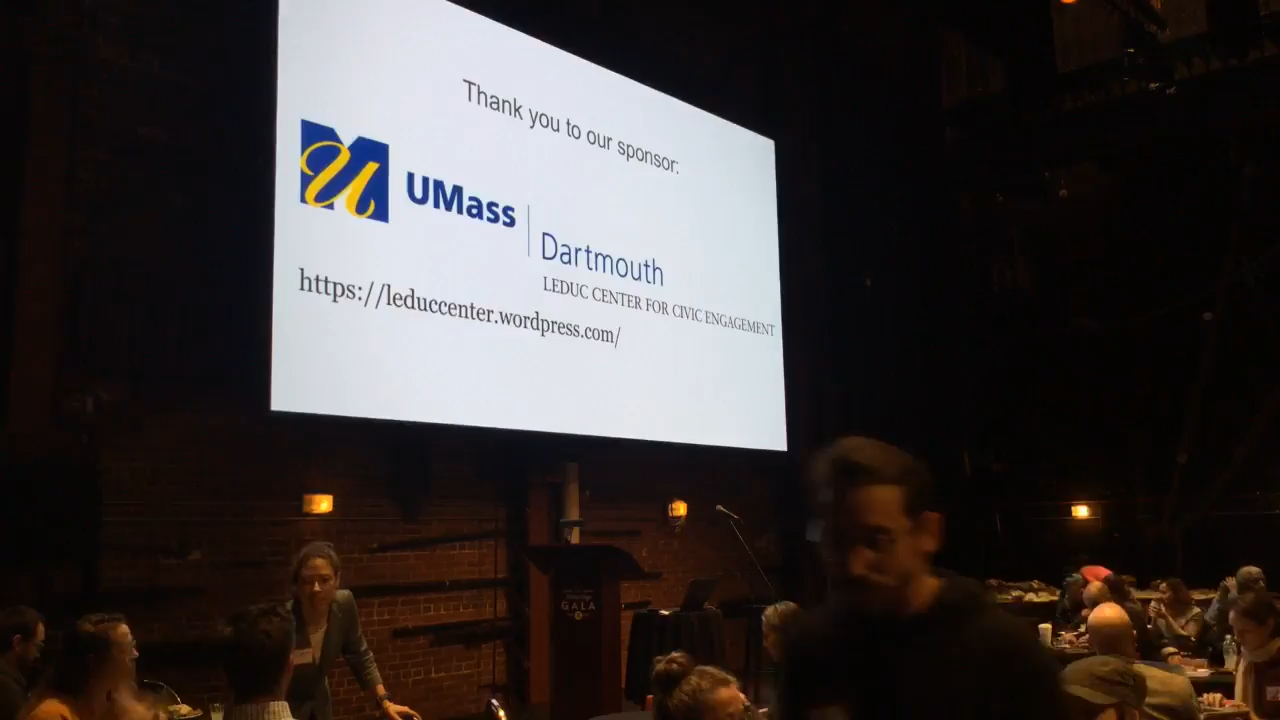 Thank you to our sponsor:
UMass
Dartmouth
LEDUC CENTER FOR CIVIC ENGAGEMENT
https://leduccenter.wordpress.com/
GALA